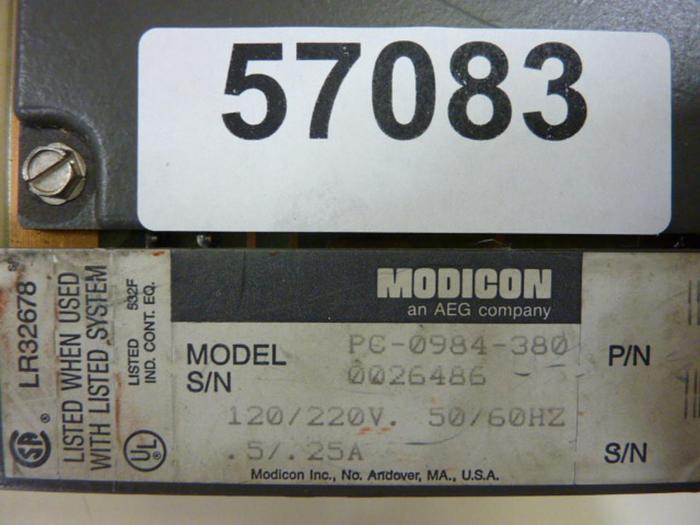 57083
LR32678
LISTED WHEN USED
WITH LISTED SYSTEM
LISTED 532F
IND. CONT. EQ.
MODICON
an AEG company
MODEL PC-0984-380
S/N 0026486
120/220V. 50/60HZ
.5/.25A
Modicon Inc., No. Andover, MA., U.S.A.
P/N
S/N
SA ®
UL ®